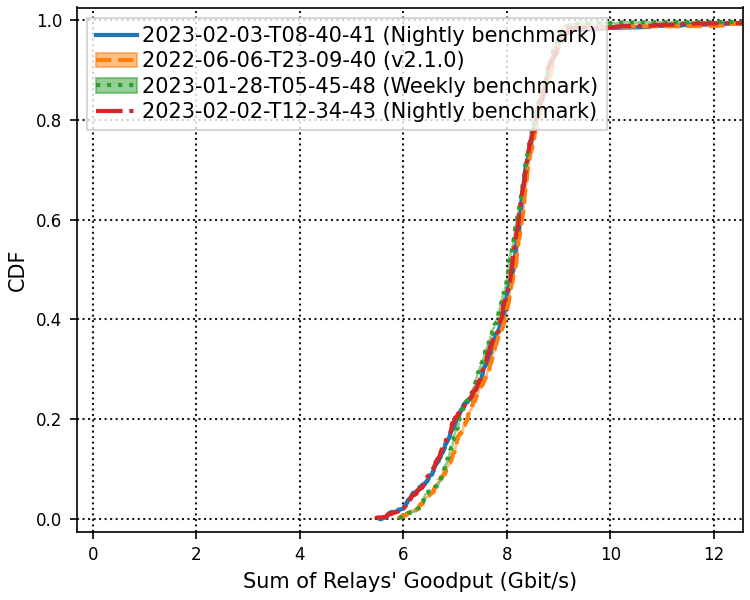 1.0
2023-02-03-T08-40-41 (Nightly benchmark)
2022-06-06-T23-09-40 (v2.1.0)
2023-01-28-T05-45-48 (Weekly benchmark)
2023-02-02-T12-34-43 (Nightly benchmark)
0.8
0.6
CDF
0.4
0.2
0.0
0 2 4 6 8 10 12
Sum of Relays' Goodput (Gbit/s)